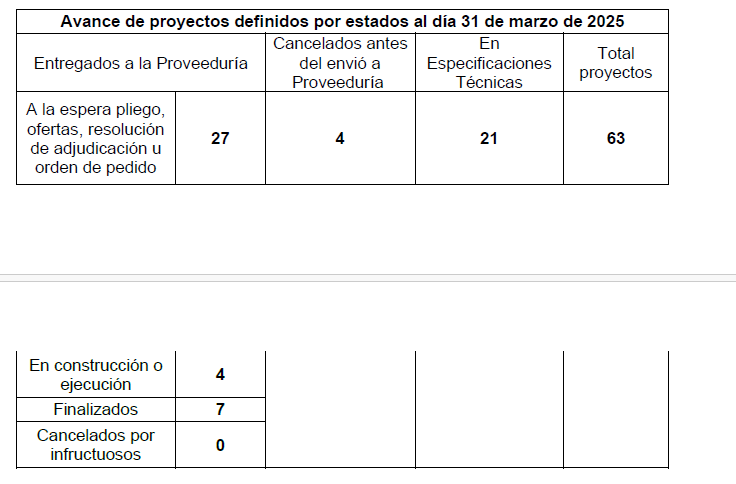 Avance de proyectos definidos por estados al día 31 de marzo de 2025
Entregados a la Proveeduría
Cancelados antes
del envió a
Proveeduría
En
Especificaciones
Técnicas
Total
proyectos
A la espera pliego,
ofertas, resolución
de adjudicación u
orden de pedido
27
4
21
63
En construcción o
ejecución
4
Finalizados
7
Cancelados por
infructuosos
0